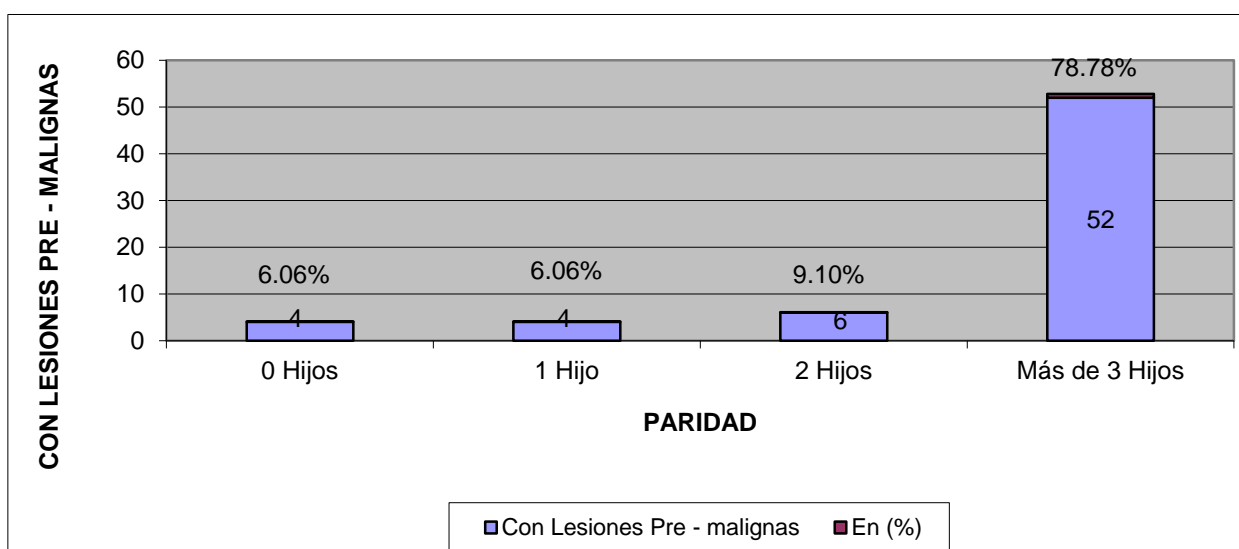 CON LESIONES PRE - MALIGNAS
60
50
40
30
20
10
0
6.06%
6.06%
9.10%
78.78%
4
4
6
52
0 Hijos
1 Hijo
2 Hijos
Más de 3 Hijos
PARIDAD
Con Lesiones Pre - malignas
En (%)